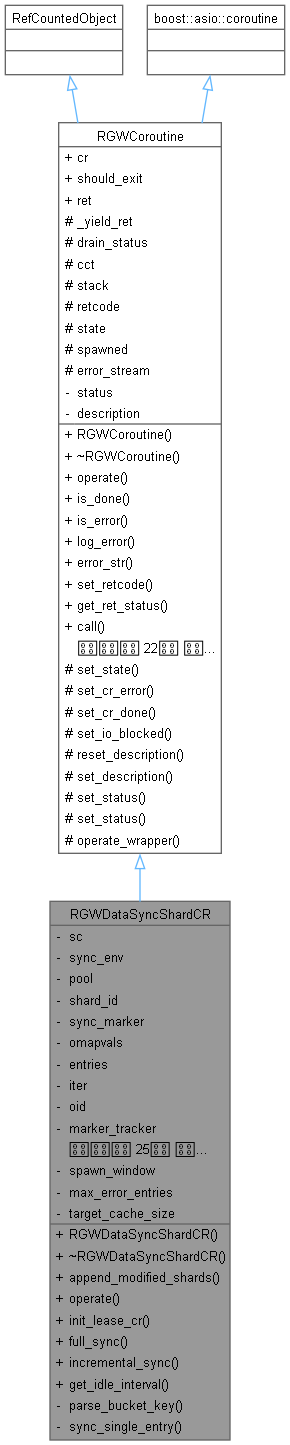 RefCountedObject
boost::asio::coroutine
RGWCoroutine
+ cr
+ should_exit
+ ret
# _yield_ret
# drain_status
# cct
# stack
# retcode
# state
# spawned
# error_stream
- status
- description
+ RGWCoroutine()
+ ~RGWCoroutine()
+ operate()
+ is_done()
+ is_error()
+ log_error()
+ error_str()
+ set_retcode()
+ get_ret_status()
+ call()
22 ...
# set_state()
# set_cr_error()
# set_cr_done()
# set_io_blocked()
# reset_description()
# set_description()
# set_status()
# set_status()
# operate_wrapper()
RGWDataSyncShardCR
- sc
- sync_env
- pool
- shard_id
- sync_marker
- omapvals
- entries
- iter
- oid
- marker_tracker
25 ...
- spawn_window
- max_error_entries
- target_cache_size
+ RGWDataSyncShardCR()
+ ~RGWDataSyncShardCR()
+ append_modified_shards()
+ operate()
+ init_lease_cr()
+ full_sync()
+ incremental_sync()
+ get_idle_interval()
- parse_bucket_key()
- sync_single_entry()